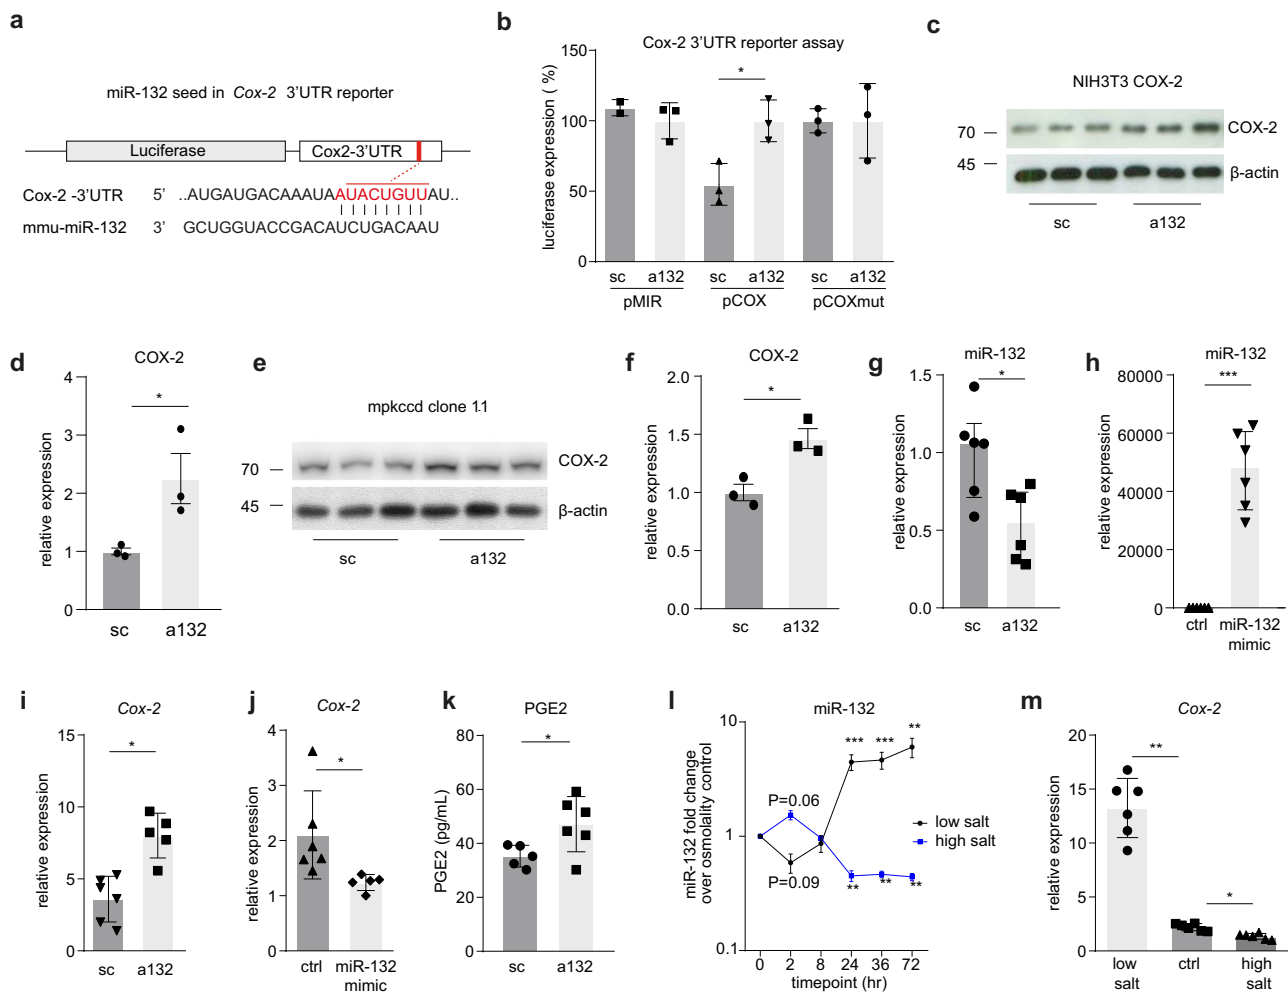 a
miR-132 seed in Cox-2 3'UTR reporter
Luciferase
Cox2-3'UTR
Cox-2 -3'UTR 5' ..AUGAUGACAAAUAAUACUGUUAU..
mmu-miR-132 3' GCUGGUACCGACAUCUGACAAU
b
Cox-2 3'UTR reporter assay
luciferase expression ( %)
150
100
50
0
*
sc a132 sc a132 sc a132
pMIR pCOX pCOXmut
c
NIH3T3 COX-2
70
COX-2
45
β-actin
sc a132
d
COX-2
relative expression
4
3
2
1
0
*
sc a132
e
mpkccd clone 11
70
COX-2
45
β-actin
sc a132
f
COX-2
relative expression
2.0
1.5
1.0
0.5
0.0
*
sc a132
g
miR-132
relative expression
1.5
1.0
0.5
0.0
*
sc a132
h
miR-132
relative expression
80000
60000
40000
20000
0
***
ctrl miR-132
mimic
i
Cox-2
relative expression
15
10
5
0
*
sc a132
j
Cox-2
relative expression
4
3
2
1
0
*
ctrl miR-132
mimic
k
PGE2
PGE2 (pg/mL)
80
60
40
20
0
*
sc a132
l
miR-132
miR-132 fold change
over osmolality control
10
1
0.1
*** *** **
P=0.06
P=0.09
** ** **
low salt
high salt
0 2 8 24 36 72
timepoint (hr)
m
Cox-2
relative expression
20
15
10
5
0
**
*
low
salt
ctrl
high
salt